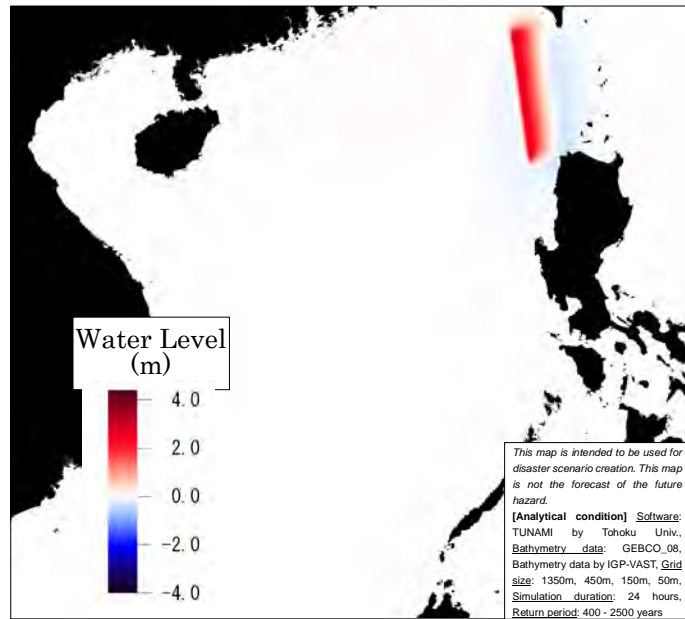 Water Level
(m)
4.0
2.0
0.0
-2.0
-4.0
This map is intended to be used for
disaster scenario creation. This map
is not the forecast of the future
hazard.
[Analytical condition] Software:
TUNAMI by Tohoku Univ.,
Bathymetry data: GEBCO_08,
Bathymetry data by IGP-VAST, Grid
size: 1350m, 450m, 150m, 50m,
Simulation duration: 24 hours,
Return period: 400 - 2500 years